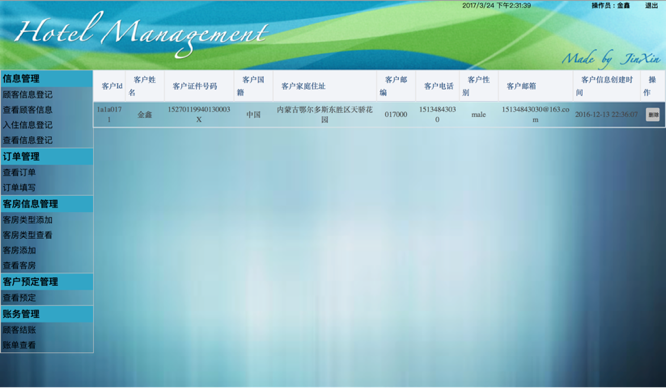 2017/3/24 下午2:31:39 操作员：金鑫 退出
Hotel Management
Made by JinXin
信息管理
顾客信息登记
查看顾客信息
入住信息登记
查看信息登记
订单管理
查看订单
订单填写
客房信息管理
客房类型添加
客房类型查看
客房添加
查看客房
客户预定管理
查看预定
账务管理
顾客结账
账单查看
客户Id 客户姓名 客户证件号码 客户国籍 客户家庭住址 客户邮编 客户电话 客户性别 客户邮箱 客户信息创建时间 操作
1a1a0171 金鑫 15270119940130003X 中国 内蒙古鄂尔多斯东胜区天骄花园 017000 15134843030 male 15134843030@163.com 2016-12-13 22:36:07 删除